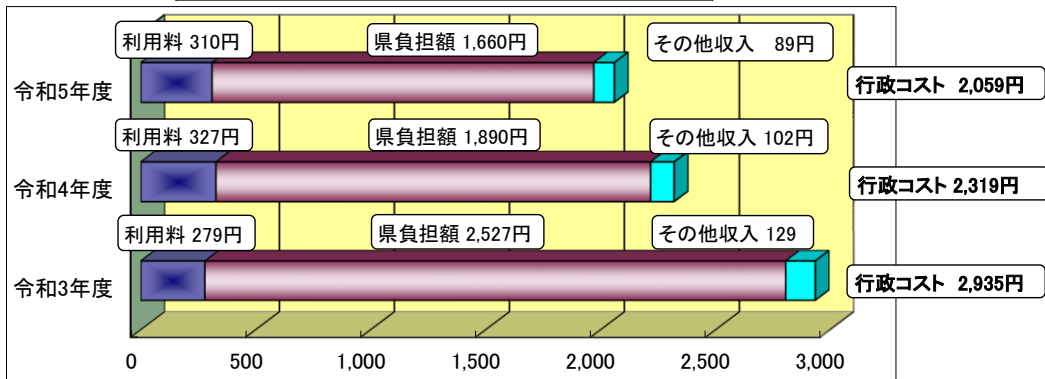 利用料 310円 県負担額 1,660円 その他収入 89円
令和5年度 行政コスト 2,059円
利用料 327円 県負担額 1,890円 その他収入 102円
令和4年度 行政コスト 2,319円
利用料 279円 県負担額 2,527円 その他収入 129
令和3年度 行政コスト 2,935円
0 500 1,000 1,500 2,000 2,500 3,000